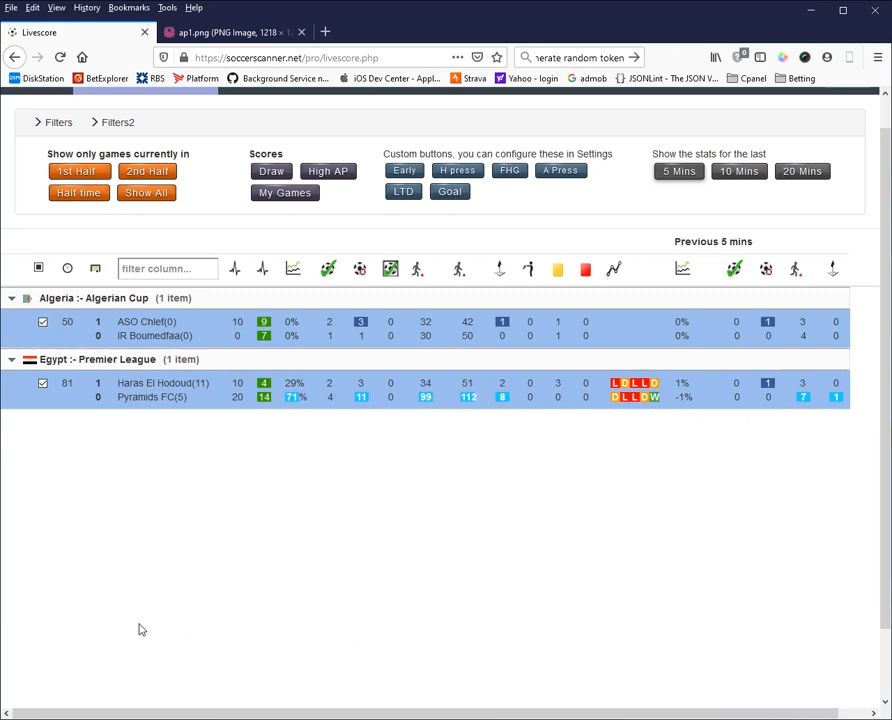 File Edit View History Bookmarks Tools Help
Livescore ap1.png (PNG Image, 1218 ×
https://soccerscanner.net/pro/livescore.php erate random token
DiskStation BetExplorer RBS Platform Background Service n... iOS Dev Center - Appl... Strava Yahoo - login admob {} JSONLint - The JSON V... Cpanel Betting
Filters Filters2
Show only games currently in Scores Custom buttons, you can configure these in Settings Show the stats for the last
1st Half 2nd Half Draw High AP Early H press FHG A Press 5 Mins 10 Mins 20 Mins
Half time Show All My Games LTD Goal
Previous 5 mins
filter column...
Algeria :- Algerian Cup (1 item)
50 1 ASO Chlef(0) 10 9 0% 2 3 0 32 42 1 0 1 0 0% 0 1 3 0
0 IR Boumedfaa(0) 0 7 0% 1 1 0 30 50 0 0 1 0 0% 0 0 4 0
Egypt :- Premier League (1 item)
81 1 Haras El Hodoud(11) 10 4 29% 2 3 0 34 51 2 0 3 0 L D L L D 1% 0 1 3 0
0 Pyramids FC(5) 20 14 71% 4 11 0 99 112 8 0 0 0 D L L D W -1% 0 0 7 1